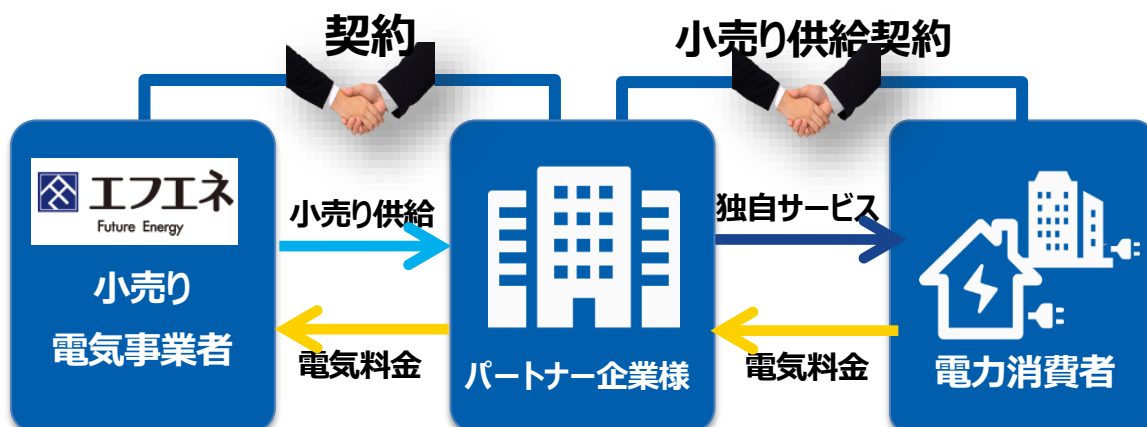 契約
小売り供給契約
エフエネ
Future Energy
小売り
電気事業者
小売り供給
電気料金
パートナー企業様
独自サービス
電気料金
電力消費者